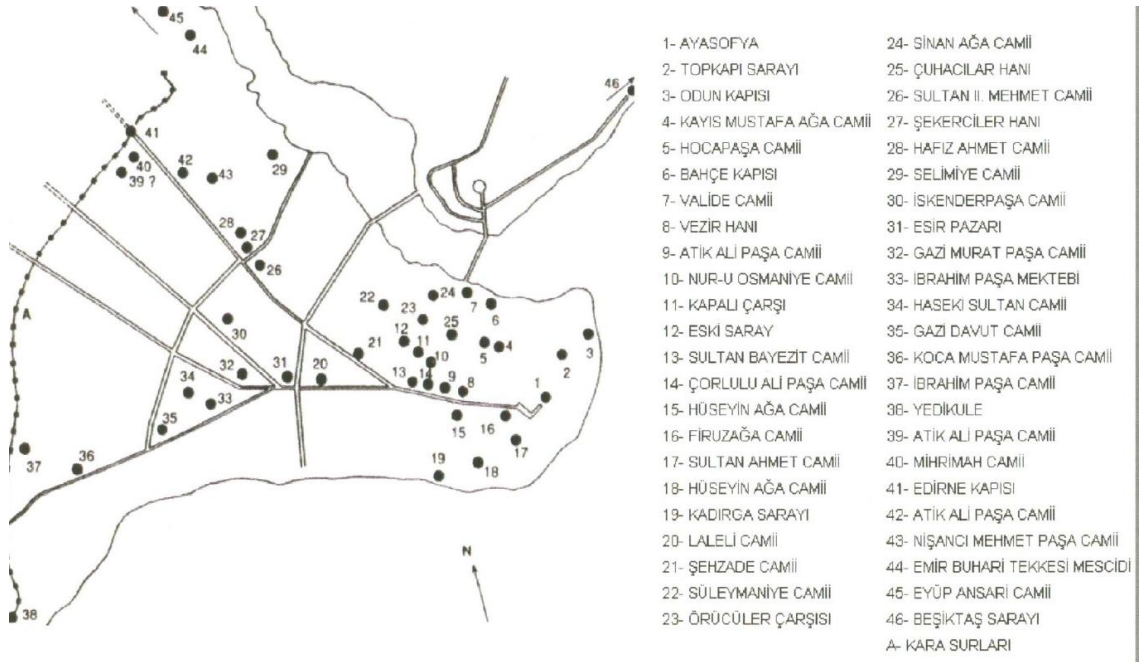 45
44
46
41
40
39 ?
42
43
29
28
27
26
A
30
22
23
24
7
6
25
12
11
10
5
4
3
2
21
32
31
20
13
14
9
8
1
34
33
35
15
16
17
37
36
19
18
N
38
1- AYASOFYA
2- TOPKAPI SARAYI
3- ODUN KAPISI
4- KAYIS MUSTAFA AĞA CAMİİ
5- HOCAPAŞA CAMİİ
6- BAHÇE KAPISI
7- VALİDE CAMİİ
8- VEZİR HANI
9- ATİK ALİ PAŞA CAMİİ
10- NUR-U OSMANİYE CAMİİ
11- KAPALI ÇARŞI
12- ESKİ SARAY
13- SULTAN BAYEZİT CAMİİ
14- ÇORLULU ALİ PAŞA CAMİİ
15- HÜSEYİN AĞA CAMİİ
16- FİRUZAĞA CAMİİ
17- SULTAN AHMET CAMİİ
18- HÜSEYİN AĞA CAMİİ
19- KADIRGA SARAYI
20- LALELİ CAMİİ
21- ŞEHZADE CAMİİ
22- SÜLEYMANİYE CAMİİ
23- ÖRÜCÜLER ÇARŞISI
24- SİNAN AĞA CAMİİ
25- ÇUHACILAR HANI
26- SULTAN II. MEHMET CAMİİ
27- ŞEKERCİLER HANI
28- HAFIZ AHMET CAMİİ
29- SELİMİYE CAMİİ
30- İSKENDERPAŞA CAMİİ
31- ESİR PAZARI
32- GAZİ MURAT PAŞA CAMİİ
33- İBRAHİM PAŞA MEKTEBİ
34- HASEKİ SULTAN CAMİİ
35- GAZİ DAVUT CAMİİ
36- KOCA MUSTAFA PAŞA CAMİİ
37- İBRAHİM PAŞA CAMİİ
38- YEDİKULE
39- ATİK ALİ PAŞA CAMİİ
40- MİHRİMAH CAMİİ
41- EDİRNE KAPISI
42- ATİK ALİ PAŞA CAMİİ
43- NİŞANCI MEHMET PAŞA CAMİİ
44- EMİR BUHARİ TEKKESİ MESCİDİ
45- EYÜP ANSARİ CAMİİ
46- BEŞİKTAŞ SARAYI
A- KARA SURLARI